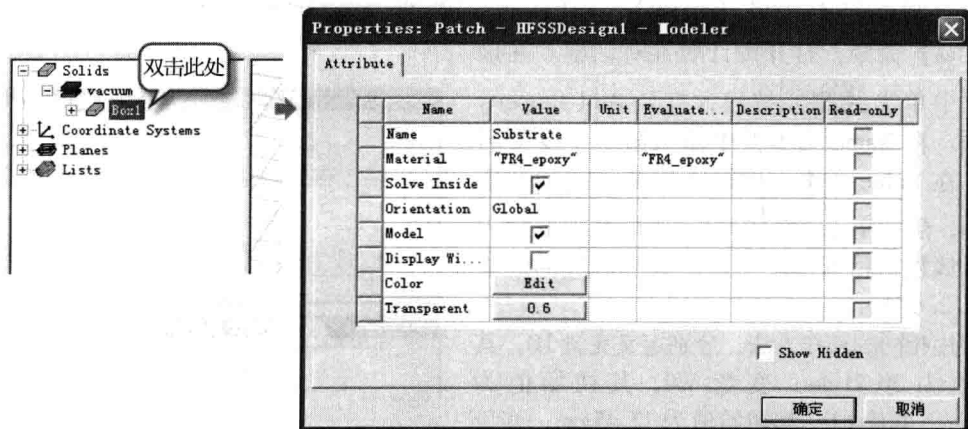 Solids
vacuum
Box1
Coordinate Systems
Planes
Lists
双击此处
Properties: Patch - HFSSDesign1 - Modeler
Attribute
Name Value Unit Evaluate... Description Read-only
Name Substrate
Material "FR4_epoxy" "FR4_epoxy"
Solve Inside
Orientation Global
Model
Display Wi...
Color Edit
Transparent 0.6
Show Hidden
确定 取消